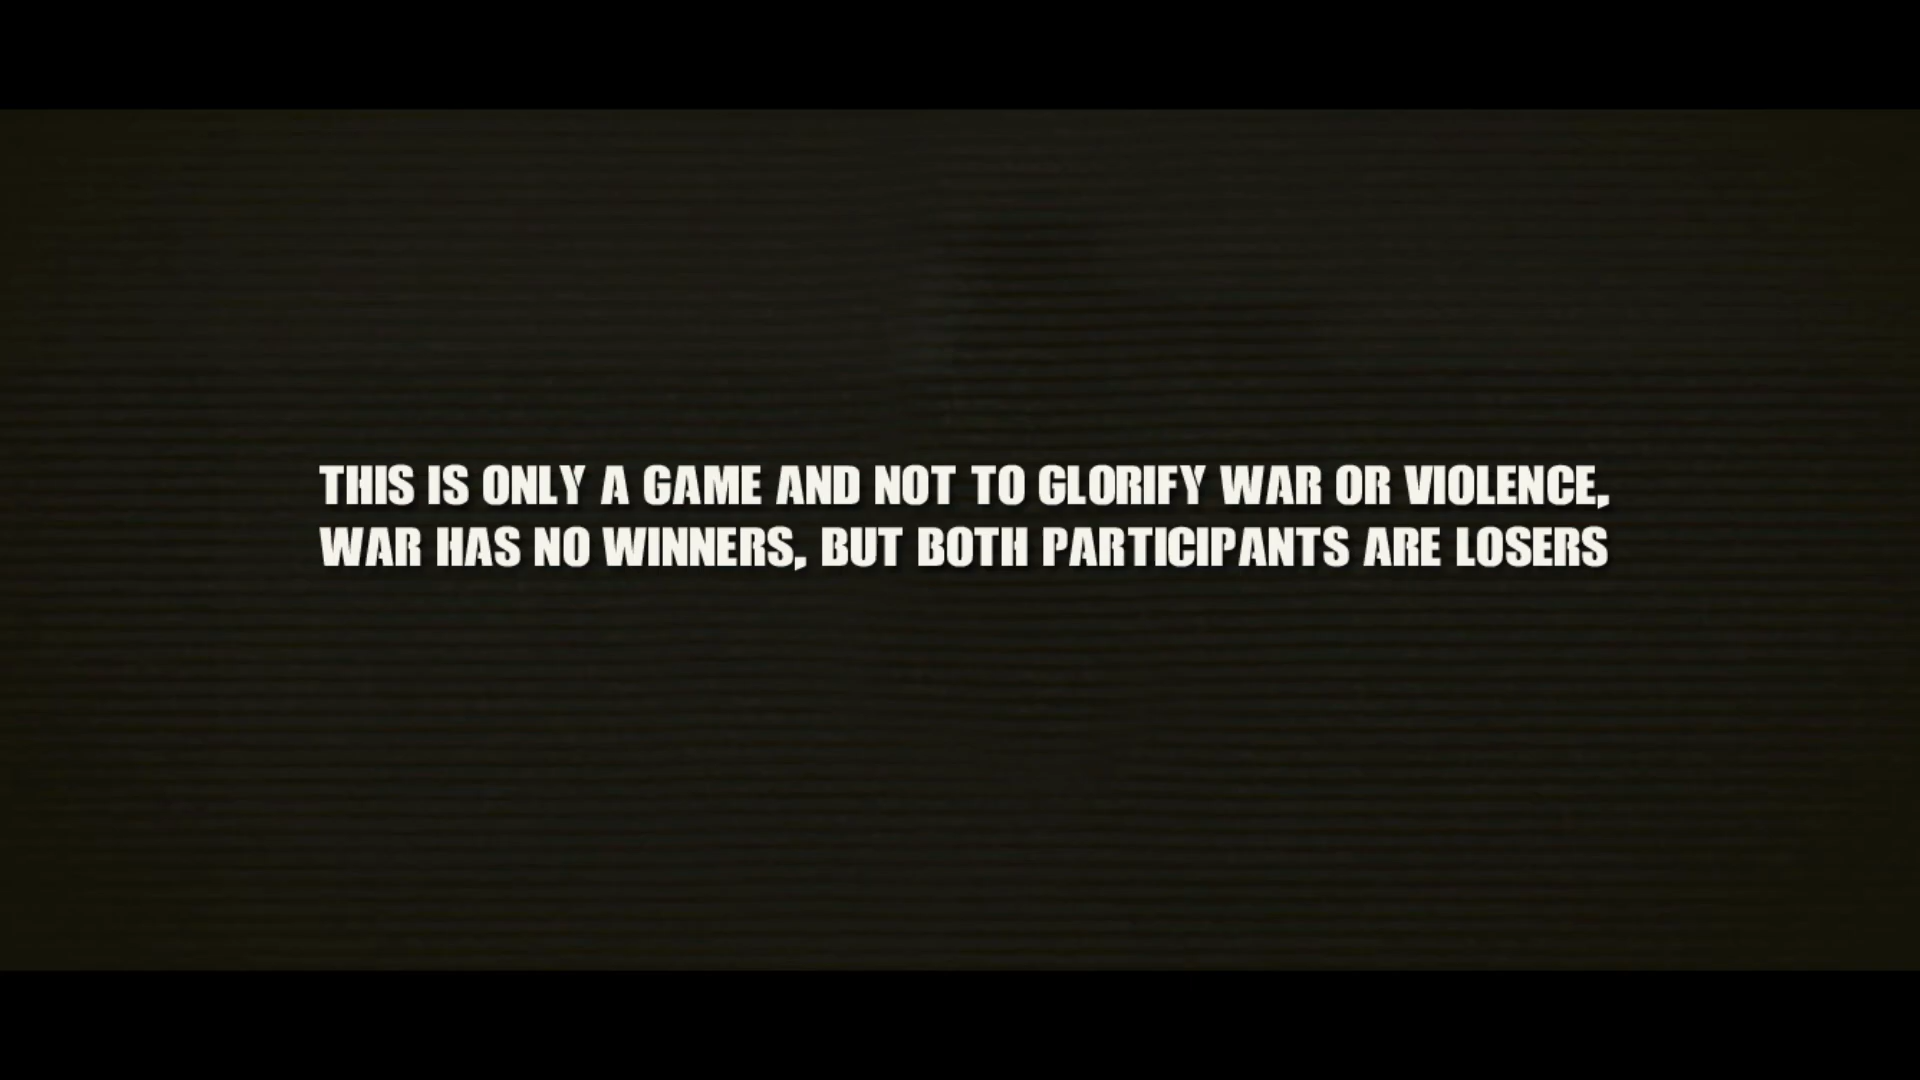 THIS IS ONLY A GAME AND NOT TO GLORIFY WAR OR VIOLENCE,
WAR HAS NO WINNERS, BUT BOTH PARTICIPANTS ARE LOSERS